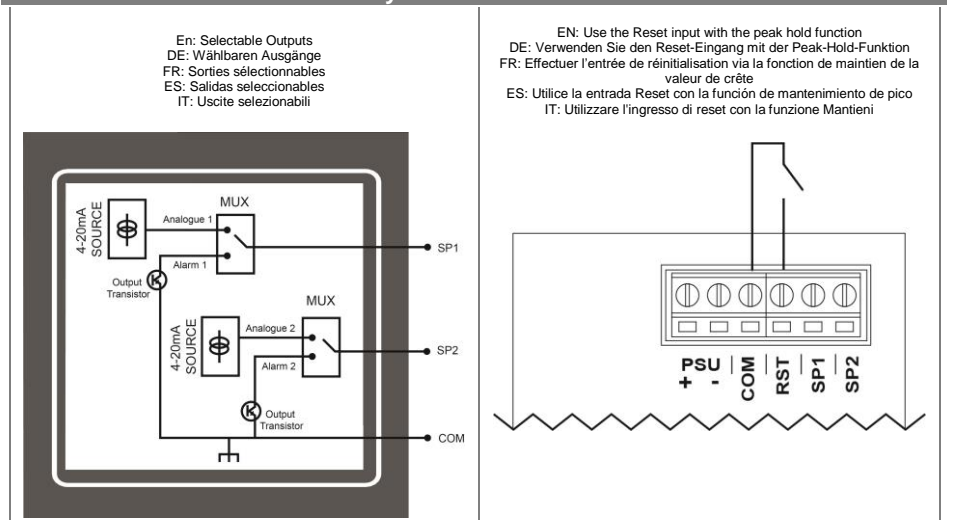 En: Selectable Outputs
DE: Wählbaren Ausgänge
FR: Sorties sélectionnables
ES: Salidas seleccionables
IT: Uscite selezionabili
4-20mA
SOURCE
Analogue 1
MUX
Alarm 1
SP1
Output
Transistor
4-20mA
SOURCE
Analogue 2
MUX
Alarm 2
SP2
Output
Transistor
COM
EN: Use the Reset input with the peak hold function
DE: Verwenden Sie den Reset-Eingang mit der Peak-Hold-Funktion
FR: Effectuer l'entrée de réinitialisation via la fonction de maintien de la
valeur de crête
ES: Utilice la entrada Reset con la función de mantenimiento de pico
IT: Utilizzare l'ingresso di reset con la funzione Mantieni
PSU
+ -
COM
RST
SP1
SP2